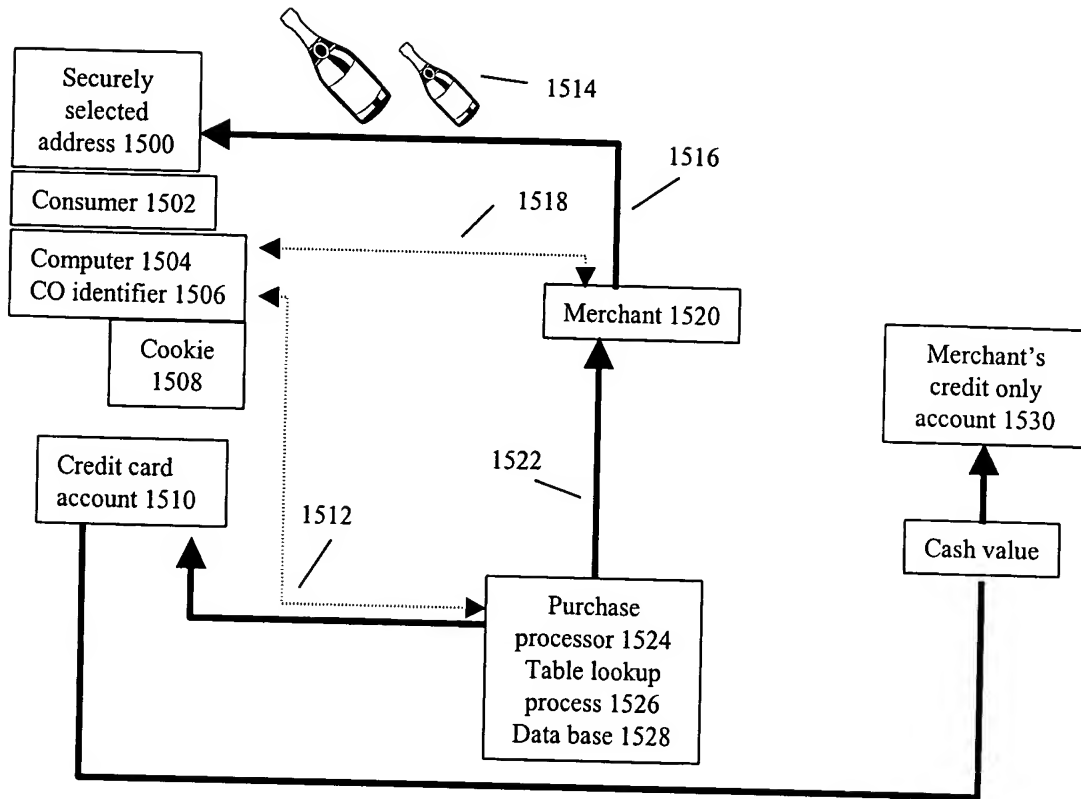 1514
Securely
selected
address 1500
1516
Consumer 1502
1518
Computer 1504
CO identifier 1506
Merchant 1520
Cookie
1508
Merchant's
credit only
account 1530
Credit card
account 1510
1522
1512
Cash value
Purchase
processor 1524
Table lookup
process 1526
Data base 1528